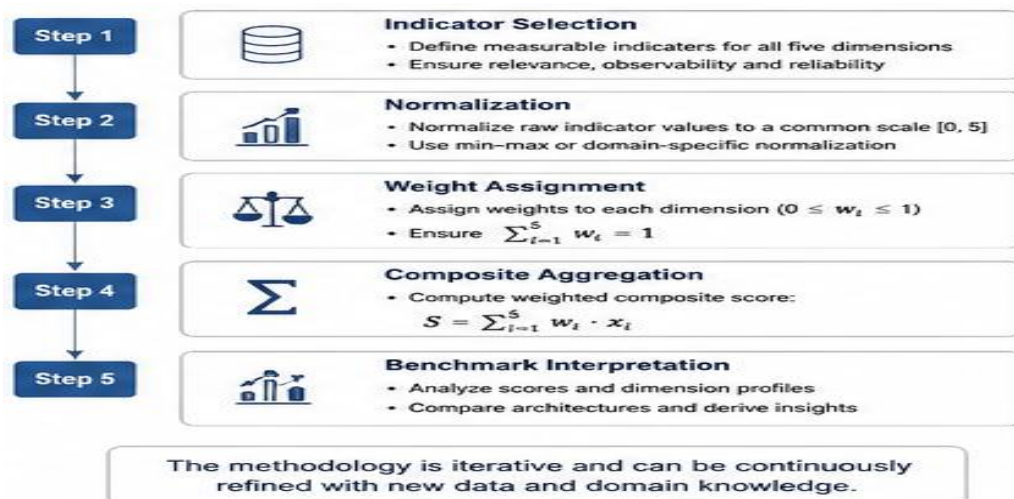 Step 1
Indicator Selection
• Define measurable indicaters for all five dimensions
• Ensure relevance, observability and reliability
Step 2
Normalization
• Normalize raw indicator values to a common scale [0, 5]
• Use min–max or domain-specific normalization
Step 3
Weight Assignment
• Assign weights to each dimension (0 ≤ wᵢ ≤ 1)
• Ensure ∑⁵ᵢ₌₁ wᵢ = 1
Step 4
Σ
Composite Aggregation
• Compute weighted composite score:
S = ∑⁵ᵢ₌₁ wᵢ · xᵢ
Step 5
Benchmark Interpretation
• Analyze scores and dimension profiles
• Compare architectures and derive insights
The methodology is iterative and can be continuously
refined with new data and domain knowledge.